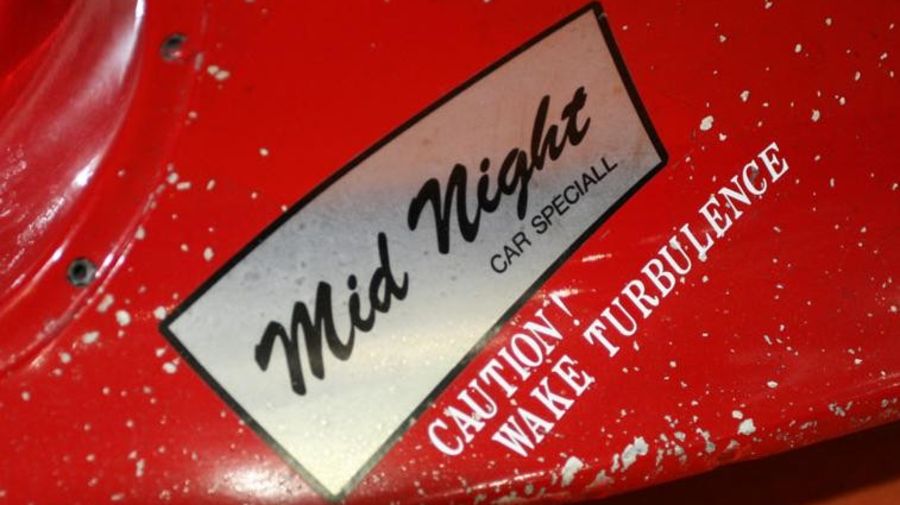 Mid Night
CAR SPECIALL
CAUTION!
WAKE TURBULENCE